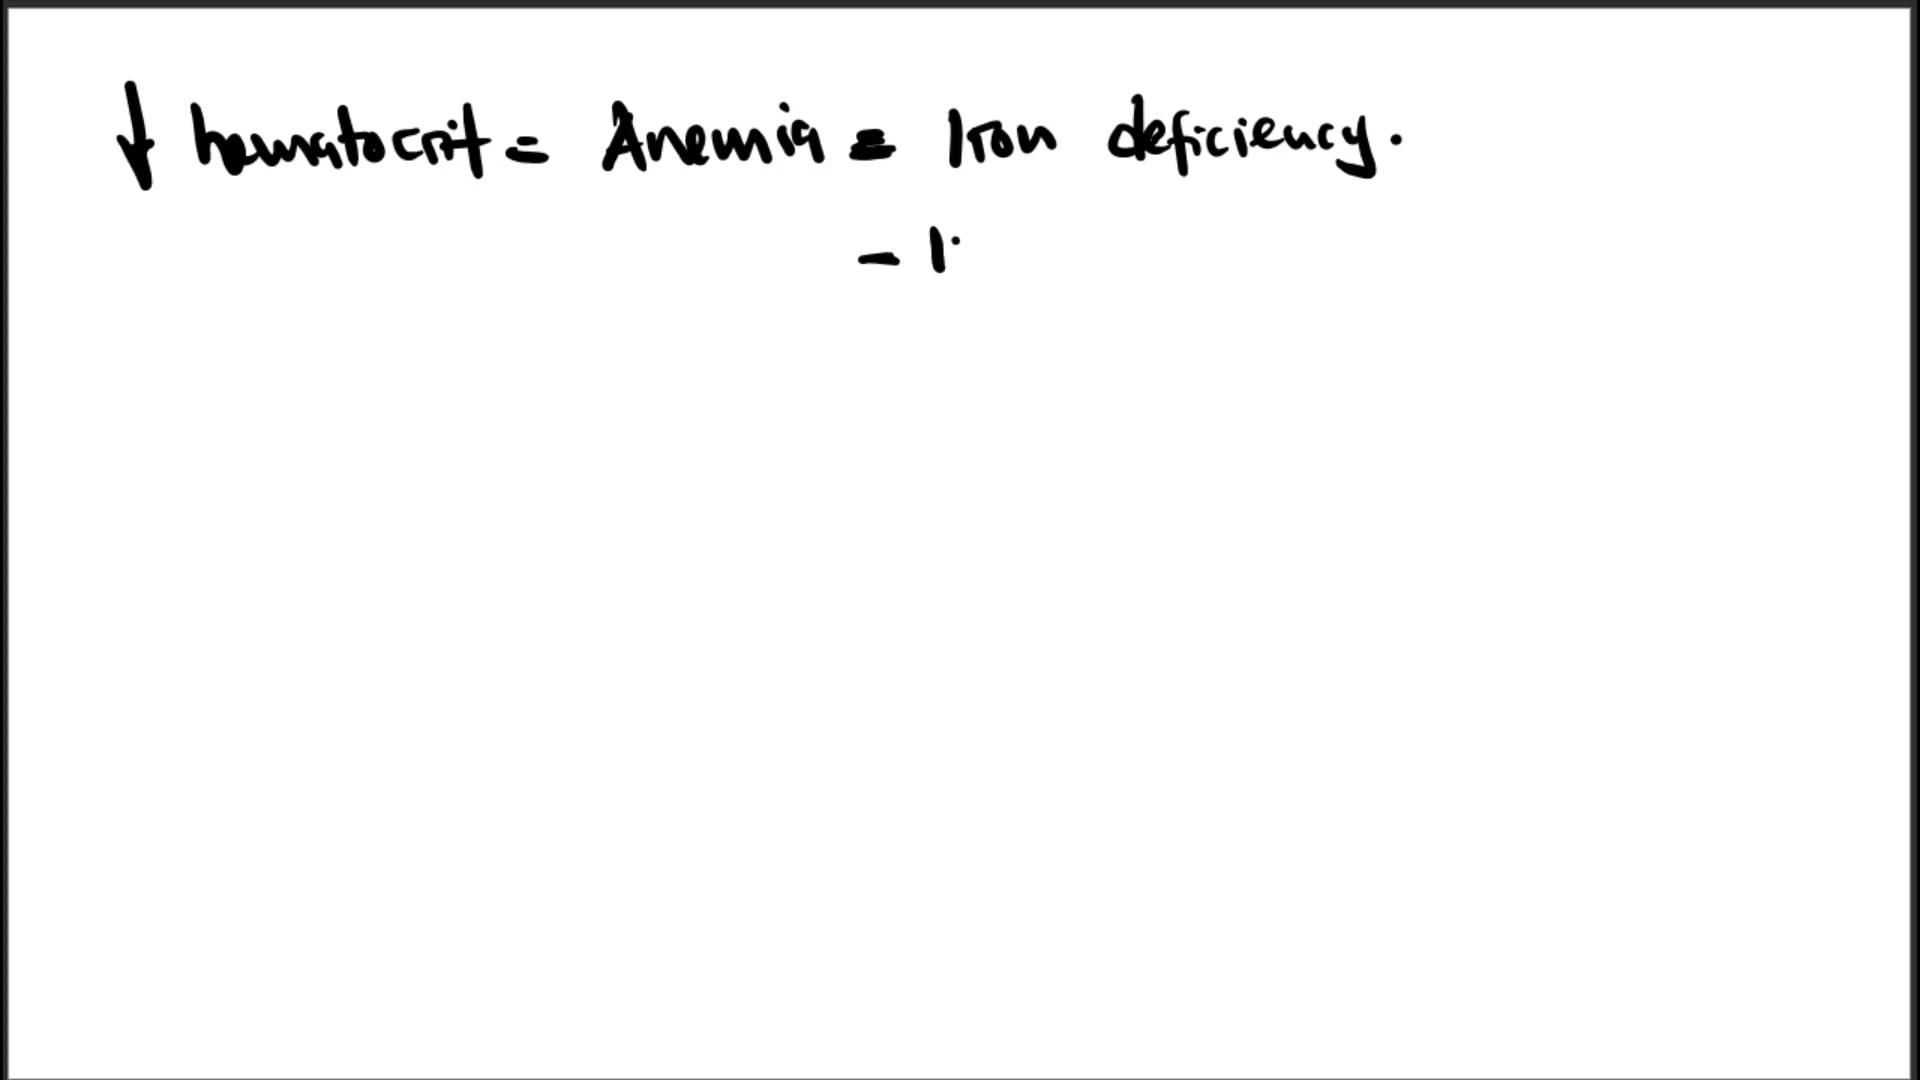 ↓ hematocrit = Anemia = Iron deficiency.
-